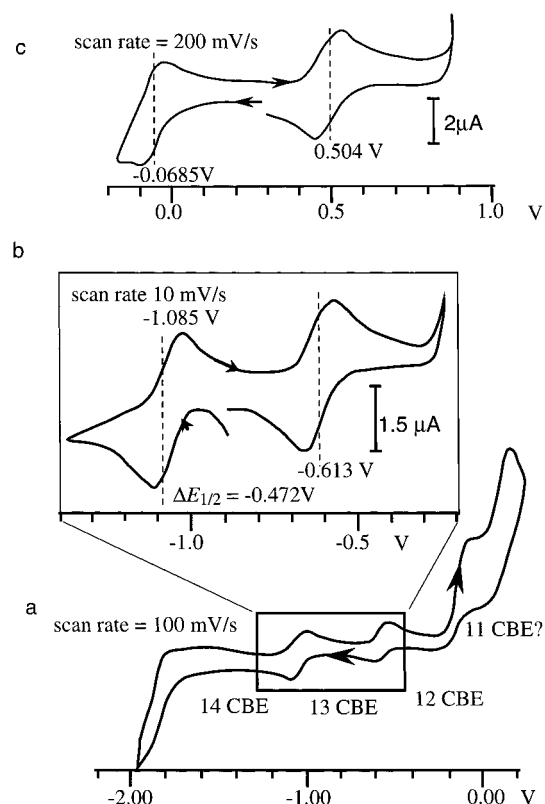 c
scan rate = 200 mV/s
2μA
-0.0685V
0.504 V
0.0 0.5 1.0 V
b
scan rate 10 mV/s
-1.085 V
1.5 μA
-0.613 V
ΔE1/2 = -0.472V
-1.0 -0.5 V
a
scan rate = 100 mV/s
11 CBE?
14 CBE 13 CBE 12 CBE
-2.00 -1.00 0.00 V